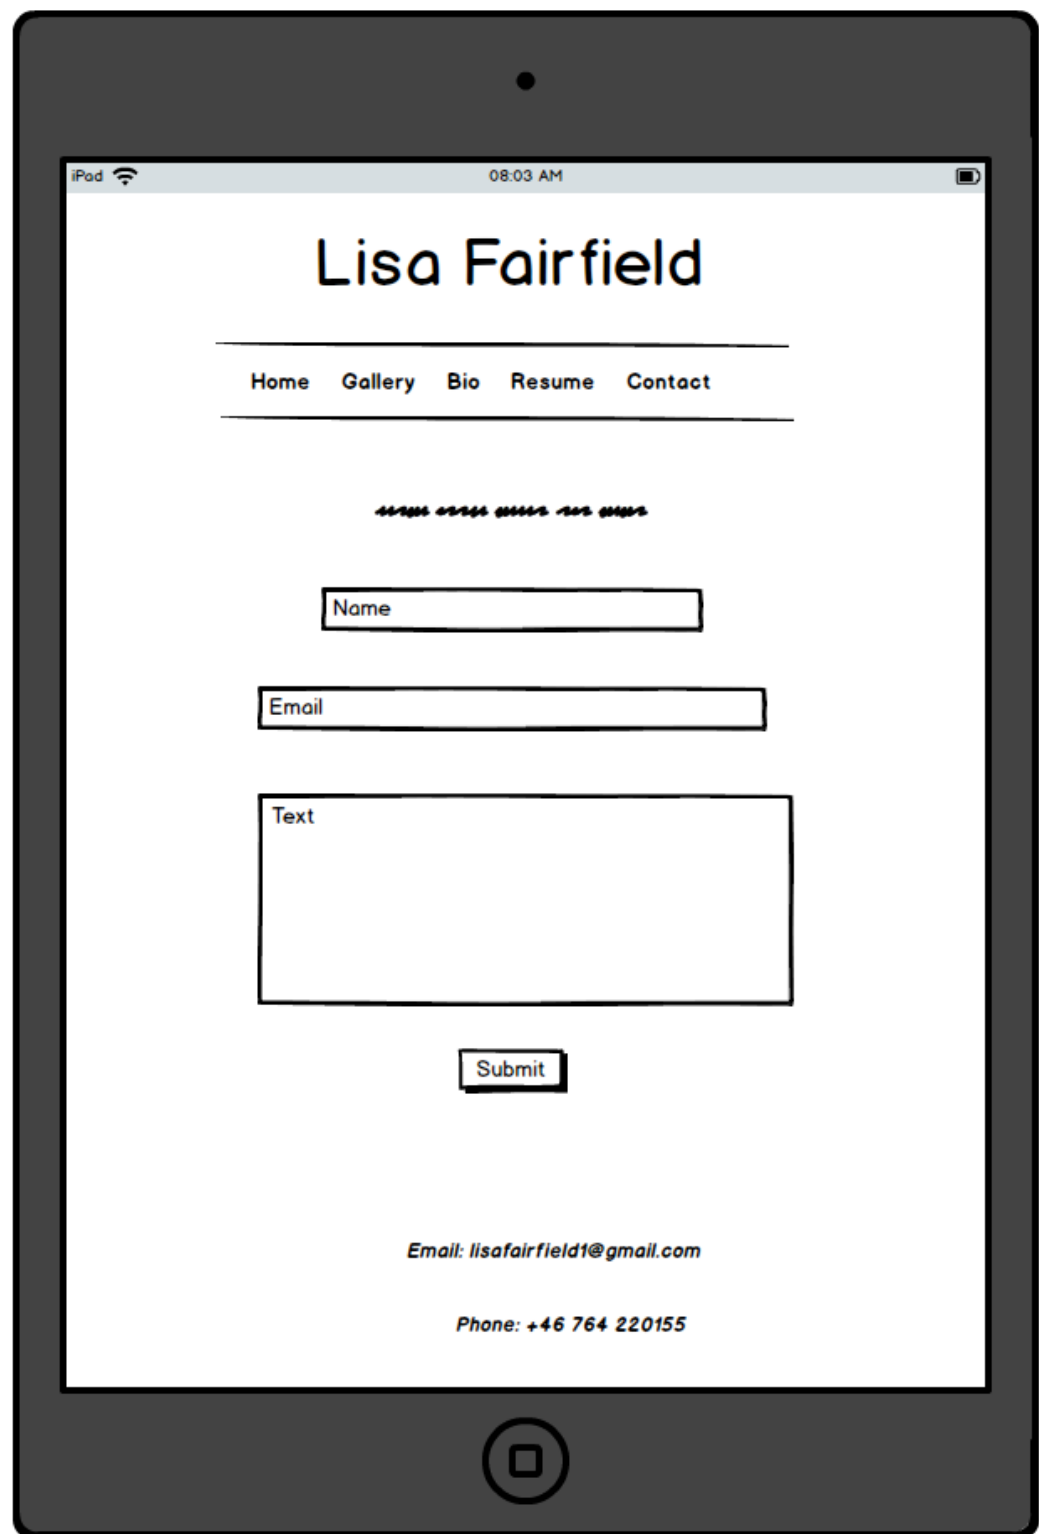 iPad 08:03 AM
Lisa Fairfield
Home Gallery Bio Resume Contact
Name
Email
Text
Submit
Email: lisafairfield1@gmail.com
Phone: +46 764 220155